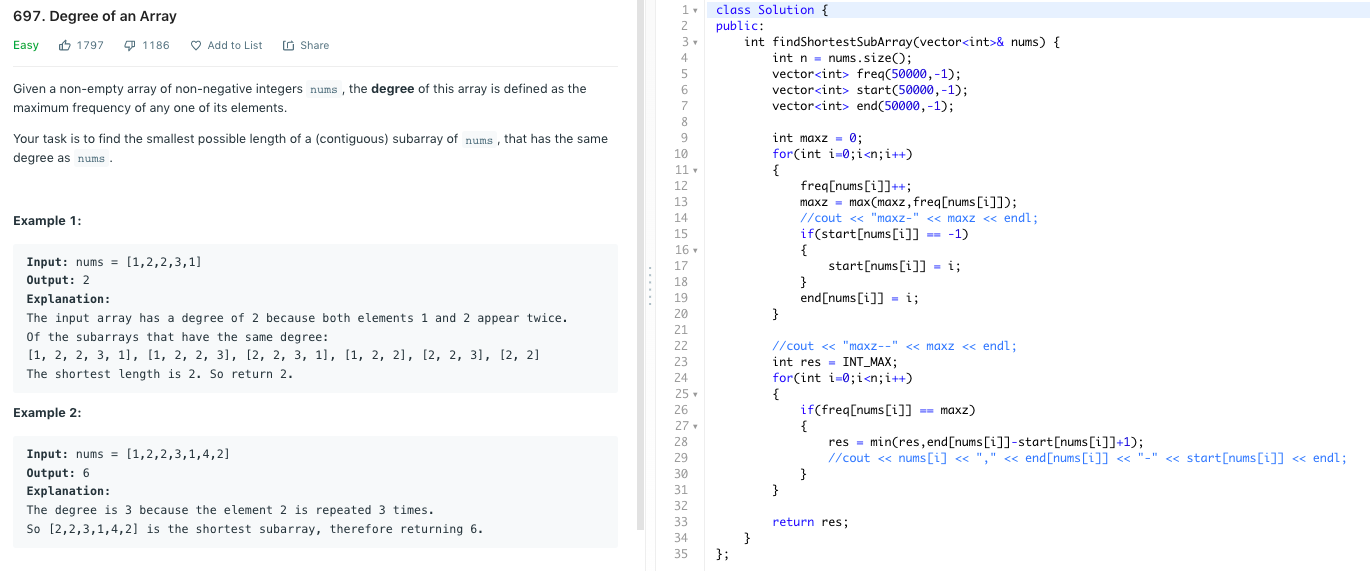 697. Degree of an Array
Easy 1797 1186 Add to List Share
Given a non-empty array of non-negative integers nums , the degree of this array is defined as the
maximum frequency of any one of its elements.
Your task is to find the smallest possible length of a (contiguous) subarray of nums , that has the same
degree as nums .
Example 1:
Input: nums = [1,2,2,3,1]
Output: 2
Explanation:
The input array has a degree of 2 because both elements 1 and 2 appear twice.
Of the subarrays that have the same degree:
[1, 2, 2, 3, 1], [1, 2, 2, 3], [2, 2, 3, 1], [1, 2, 2], [2, 2, 3], [2, 2]
The shortest length is 2. So return 2.
Example 2:
Input: nums = [1,2,2,3,1,4,2]
Output: 6
Explanation:
The degree is 3 because the element 2 is repeated 3 times.
So [2,2,3,1,4,2] is the shortest subarray, therefore returning 6.
1 class Solution {
2 public:
3     int findShortestSubArray(vector<int>& nums) {
4         int n = nums.size();
5         vector<int> freq(50000,-1);
6         vector<int> start(50000,-1);
7         vector<int> end(50000,-1);
8
9         int maxz = 0;
10         for(int i=0;i<n;i++)
11         {
12             freq[nums[i]]++;
13             maxz = max(maxz,freq[nums[i]]);
14             //cout << "maxz-" << maxz << endl;
15             if(start[nums[i]] == -1)
16             {
17                 start[nums[i]] = i;
18             }
19             end[nums[i]] = i;
20         }
21
22         //cout << "maxz--" << maxz << endl;
23         int res = INT_MAX;
24         for(int i=0;i<n;i++)
25         {
26             if(freq[nums[i]] == maxz)
27             {
28                 res = min(res,end[nums[i]]-start[nums[i]]+1);
29                 //cout << nums[i] << "," << end[nums[i]] << "-" << start[nums[i]] << endl;
30             }
31         }
32
33         return res;
34     }
35 };